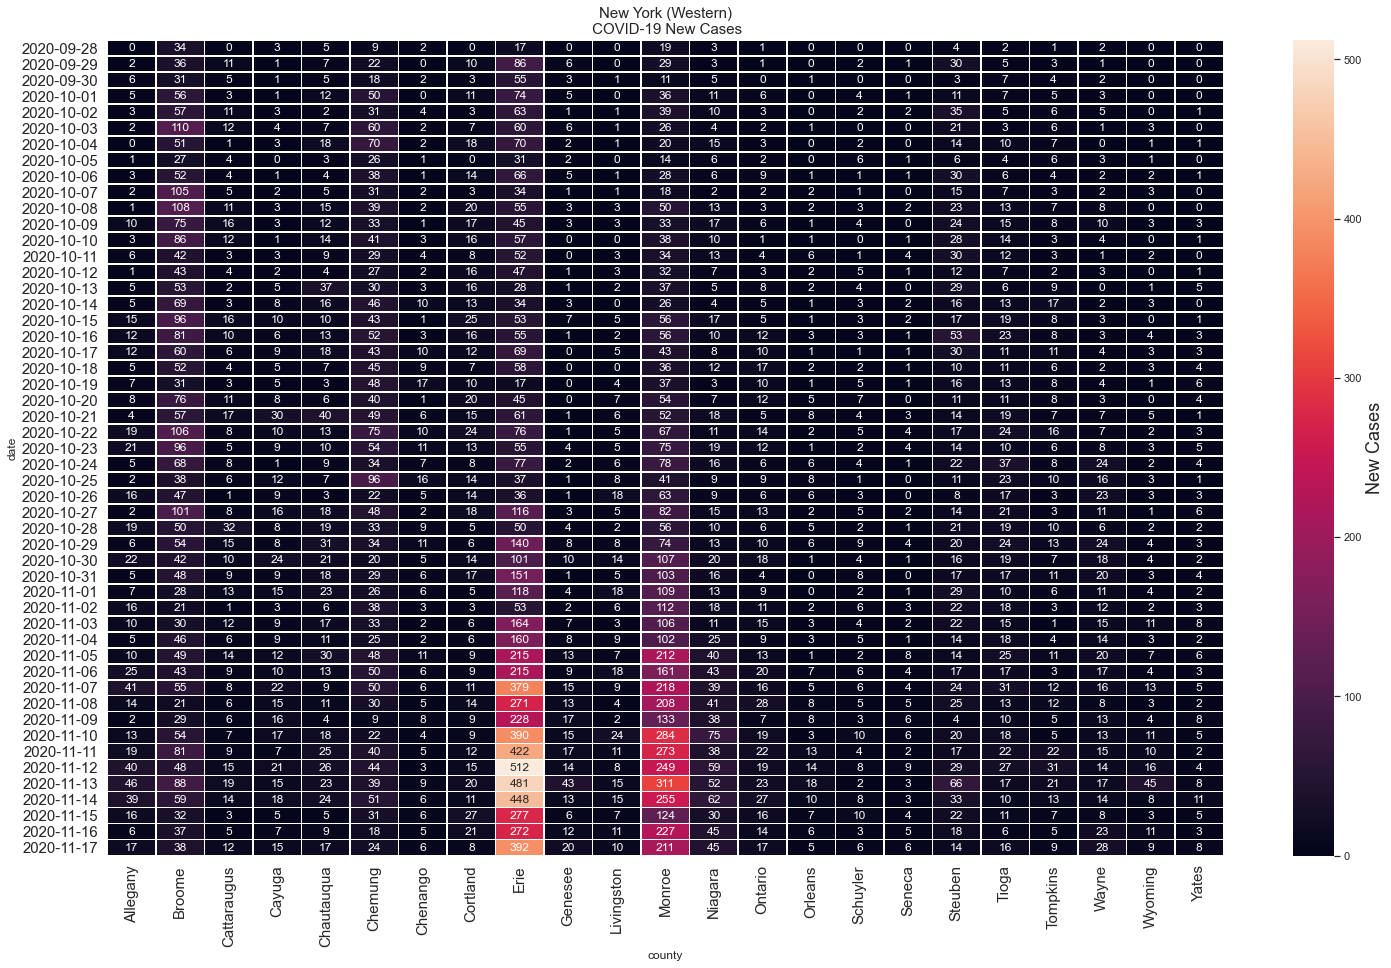 New York (Western)
COVID-19 New Cases
2020-09-28 0 34 0 3 5 9 2 0 17 0 0 19 3 1 0 0 0 4 2 1 2 0 0
2020-09-29 2 36 11 1 7 22 0 10 86 6 0 29 3 1 0 2 1 30 5 3 1 0 0
2020-09-30 6 31 5 1 5 18 2 3 55 3 1 11 5 0 1 0 0 3 7 4 2 0 0
2020-10-01 5 56 3 1 12 50 0 11 74 5 0 36 11 6 0 4 1 11 7 5 3 0 0
2020-10-02 3 57 11 3 2 31 4 3 63 1 1 39 10 3 0 2 2 35 5 6 5 0 1
2020-10-03 2 110 12 4 7 60 2 7 60 6 1 26 4 2 1 0 0 21 3 6 1 3 0
2020-10-04 0 51 1 3 18 70 2 18 70 2 1 20 15 3 0 2 0 14 10 7 0 1 1
2020-10-05 1 27 4 0 3 26 1 0 31 2 0 14 6 2 0 6 1 6 4 6 3 1 0
2020-10-06 3 52 4 1 4 38 1 14 66 5 1 28 6 9 1 1 1 30 6 4 2 2 1
2020-10-07 2 105 5 2 5 31 2 3 34 1 1 18 2 2 2 1 0 15 7 3 2 3 0
2020-10-08 1 108 11 3 15 39 2 20 55 3 3 50 13 3 2 3 2 23 13 7 8 0 0
2020-10-09 10 75 16 3 12 33 1 17 45 3 3 33 17 6 1 4 0 24 15 8 10 3 3
2020-10-10 3 86 12 1 14 41 3 16 57 0 0 38 10 1 1 0 1 28 14 3 4 0 1
2020-10-11 6 42 3 3 9 29 4 8 52 0 3 34 13 4 6 1 4 30 12 3 1 2 0
2020-10-12 1 43 4 2 4 27 2 16 47 1 3 32 7 3 2 5 1 12 7 2 3 0 1
2020-10-13 5 53 2 5 37 30 3 16 28 1 2 37 5 8 2 4 0 29 6 9 0 1 5
2020-10-14 5 69 3 8 16 46 10 13 34 3 0 26 4 5 1 3 2 16 13 17 2 3 0
2020-10-15 15 96 16 10 10 43 1 25 53 7 5 56 17 5 1 3 2 17 19 8 3 0 1
2020-10-16 12 81 10 6 13 52 3 16 55 1 2 56 10 12 3 3 1 53 23 8 3 4 3
2020-10-17 12 60 6 9 18 43 10 12 69 0 5 43 8 10 1 1 1 30 11 11 4 3 3
2020-10-18 5 52 4 5 7 45 9 7 58 0 0 36 12 17 2 2 1 10 11 6 2 3 4
2020-10-19 7 31 3 5 3 48 17 10 17 0 4 37 3 10 1 5 1 16 13 8 4 1 6
2020-10-20 8 76 11 8 6 40 1 20 45 0 7 54 7 12 5 7 0 11 11 8 3 0 4
2020-10-21 4 57 17 30 40 49 6 15 61 1 6 52 18 5 8 4 3 14 19 7 7 5 1
2020-10-22 19 106 8 10 13 75 10 24 76 1 5 67 11 14 2 5 4 17 24 16 7 2 3
2020-10-23 21 96 5 9 10 54 11 13 55 4 5 75 19 12 1 2 4 14 10 6 8 3 5
2020-10-24 5 68 8 1 9 34 7 8 77 2 6 78 16 6 6 4 1 22 37 8 24 2 4
2020-10-25 2 38 6 12 7 96 16 14 37 1 8 41 9 9 8 1 0 11 23 10 16 3 1
2020-10-26 16 47 1 9 3 22 5 14 36 1 18 63 9 6 6 3 0 8 17 3 23 3 3
2020-10-27 2 101 8 16 18 48 2 18 116 3 5 82 15 13 2 5 2 14 21 3 11 1 6
2020-10-28 19 50 32 8 19 33 9 5 50 4 2 56 10 6 5 2 1 21 19 10 6 2 2
2020-10-29 6 54 15 8 31 34 11 6 140 8 8 74 13 10 6 9 4 20 24 13 24 4 3
2020-10-30 22 42 10 24 21 20 5 14 101 10 14 107 20 18 1 4 1 16 19 7 18 4 2
2020-10-31 5 48 9 9 18 29 6 17 151 1 5 103 16 4 0 8 0 17 17 11 20 3 4
2020-11-01 7 28 13 15 23 26 6 5 118 4 18 109 13 9 0 2 1 29 10 6 11 4 2
2020-11-02 16 21 1 3 6 38 3 3 53 2 6 112 18 11 2 6 3 22 18 3 12 2 3
2020-11-03 10 30 12 9 17 33 2 6 164 7 3 106 11 15 3 4 2 22 15 1 15 11 8
2020-11-04 5 46 6 9 11 25 2 6 160 8 9 102 25 9 3 5 1 14 18 4 14 3 2
2020-11-05 10 49 14 12 30 48 11 9 215 13 7 212 40 13 1 2 8 14 25 11 20 7 6
2020-11-06 25 43 9 10 13 50 6 9 215 9 18 161 43 20 7 6 4 17 17 3 17 4 3
2020-11-07 41 55 8 22 9 50 6 11 379 15 9 218 39 16 5 6 4 24 31 12 16 13 5
2020-11-08 14 21 6 15 11 30 5 14 271 13 4 208 41 28 8 5 5 25 13 12 8 3 2
2020-11-09 2 29 6 16 4 9 8 9 228 17 2 133 38 7 8 3 6 4 10 5 13 4 8
2020-11-10 13 54 7 17 18 22 4 9 390 15 24 284 75 19 3 10 6 20 18 5 13 11 5
2020-11-11 19 81 9 7 25 40 5 12 422 17 11 273 38 22 13 4 2 17 22 22 15 10 2
2020-11-12 40 48 15 21 26 44 3 15 512 14 8 249 59 19 14 8 9 29 27 31 14 16 4
2020-11-13 46 88 19 15 23 39 9 20 481 43 15 311 52 23 18 2 3 66 17 21 17 45 8
2020-11-14 39 59 14 18 24 51 6 11 448 13 15 255 62 27 10 8 3 33 10 13 14 8 11
2020-11-15 16 32 3 5 5 31 6 27 277 6 7 124 30 16 7 10 4 22 11 7 8 3 5
2020-11-16 6 37 5 7 9 18 5 21 272 12 11 227 45 14 6 3 5 18 6 5 23 11 3
2020-11-17 17 38 12 15 17 24 6 8 392 20 10 211 45 17 5 6 6 14 16 9 28 9 8
Allegany Broome Cattaraugus Cayuga Chautauqua Chemung Chenango Cortland Erie Genesee Livingston Monroe Niagara Ontario Orleans Schuyler Seneca Steuben Tioga Tompkins Wayne Wyoming Yates
county
date
500
400
300
200
100
0
New Cases